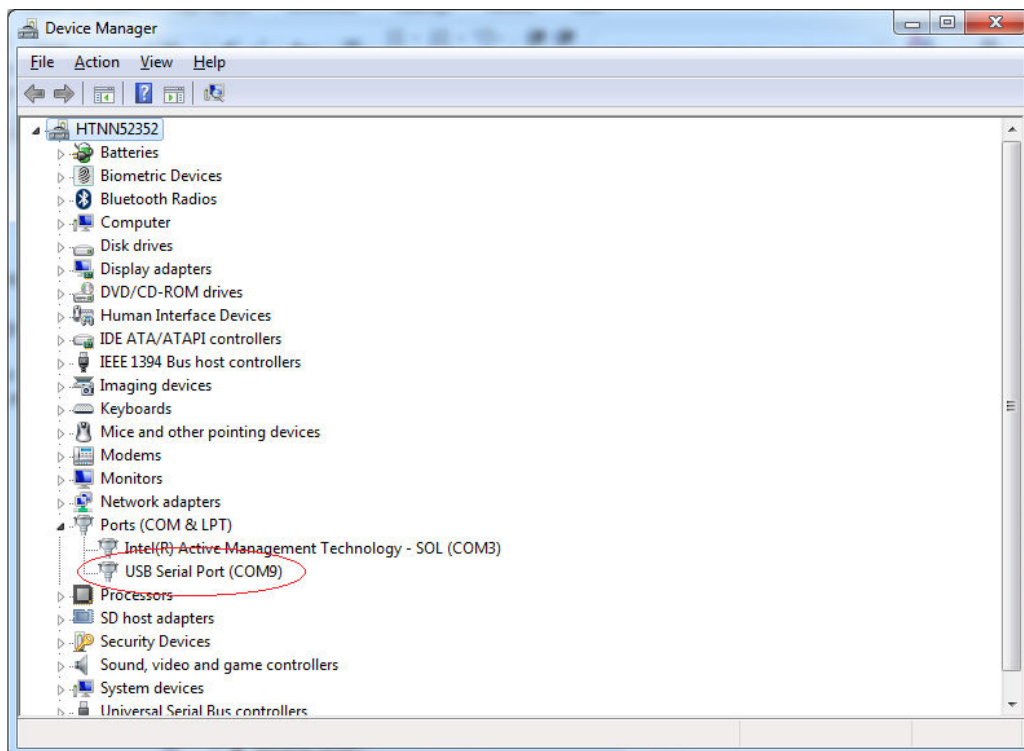 Device Manager
File Action View Help
HTNN52352
Batteries
Biometric Devices
Bluetooth Radios
Computer
Disk drives
Display adapters
DVD/CD-ROM drives
Human Interface Devices
IDE ATA/ATAPI controllers
IEEE 1394 Bus host controllers
Imaging devices
Keyboards
Mice and other pointing devices
Modems
Monitors
Network adapters
Ports (COM & LPT)
Intel(R) Active Management Technology - SOL (COM3)
USB Serial Port (COM9)
Processors
SD host adapters
Security Devices
Sound, video and game controllers
System devices
Universal Serial Bus controllers